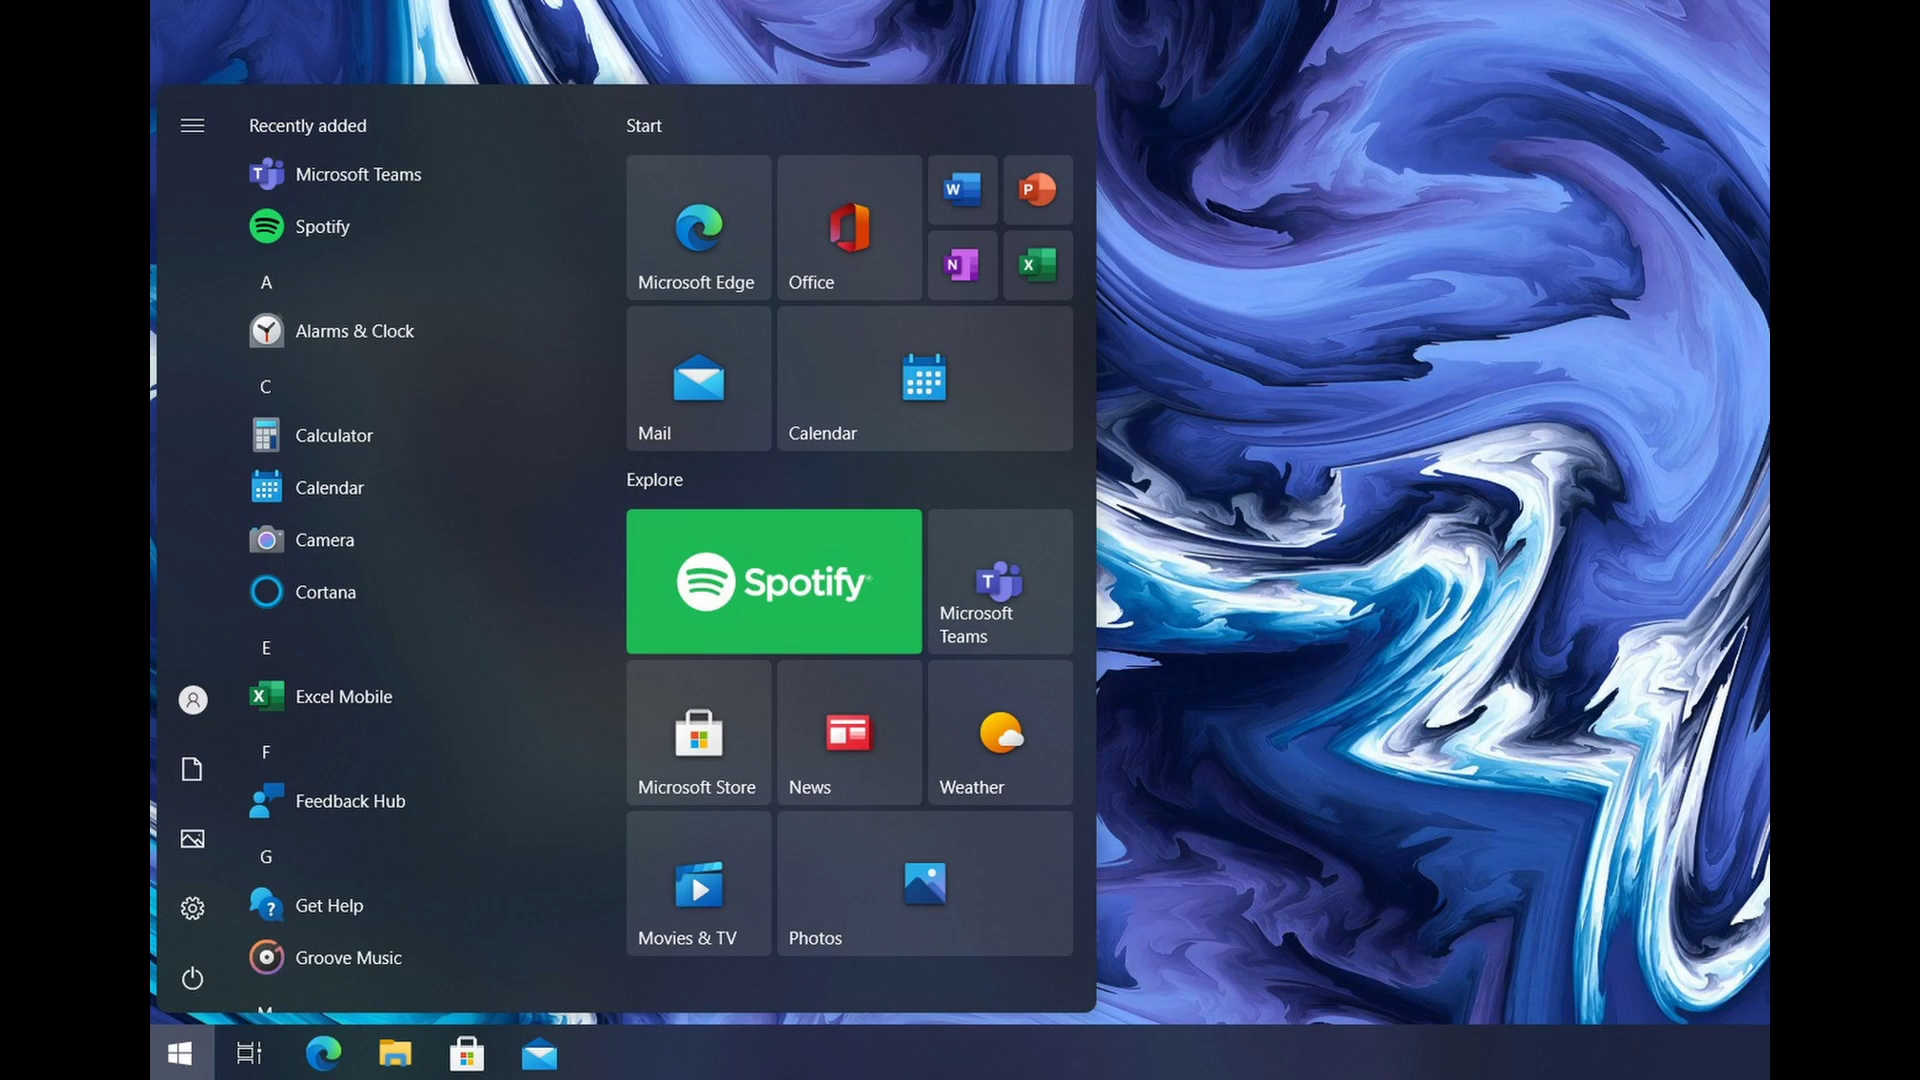 Recently added
Microsoft Teams
Spotify
A
Alarms & Clock
C
Calculator
Calendar
Camera
Cortana
E
Excel Mobile
F
Feedback Hub
G
Get Help
Groove Music
M
Start
Microsoft Edge
Office
W
P
N
X
Mail
Calendar
Explore
Spotify
T
Microsoft
Teams
Microsoft Store
News
Weather
Movies & TV
Photos